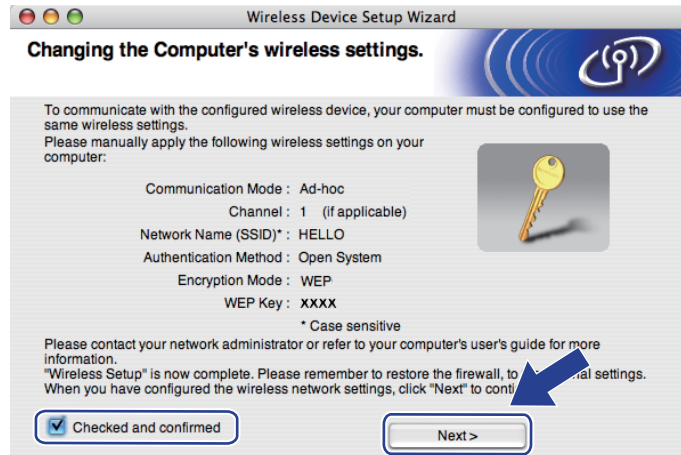 Wireless Device Setup Wizard
Changing the Computer's wireless settings.
To communicate with the configured wireless device, your computer must be configured to use the
same wireless settings.
Please manually apply the following wireless settings on your
computer:
Communication Mode : Ad-hoc
Channel : 1 (if applicable)
Network Name (SSID)* : HELLO
Authentication Method : Open System
Encryption Mode : WEP
WEP Key : XXXX
* Case sensitive
Please contact your network administrator or refer to your computer's user's guide for more
information.
"Wireless Setup" is now complete. Please remember to restore the firewall, to settings.
When you have configured the wireless network settings, click "Next" to
Checked and confirmed
Next >